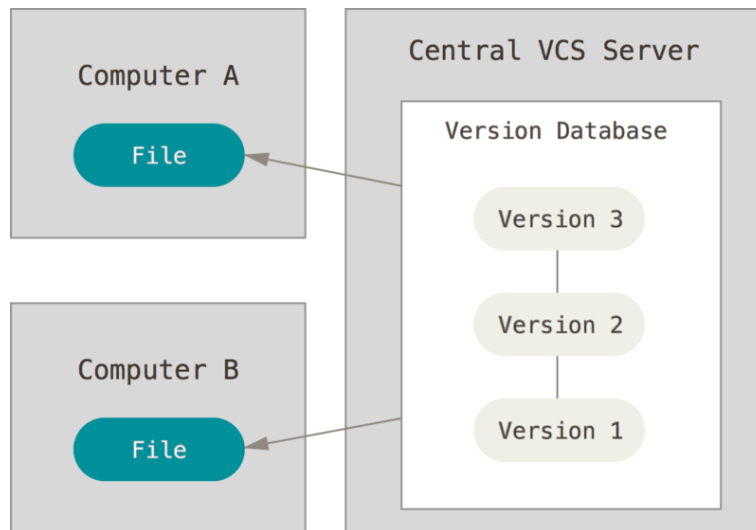 Computer A
File
Computer B
File
Central VCS Server
Version Database
Version 3
Version 2
Version 1